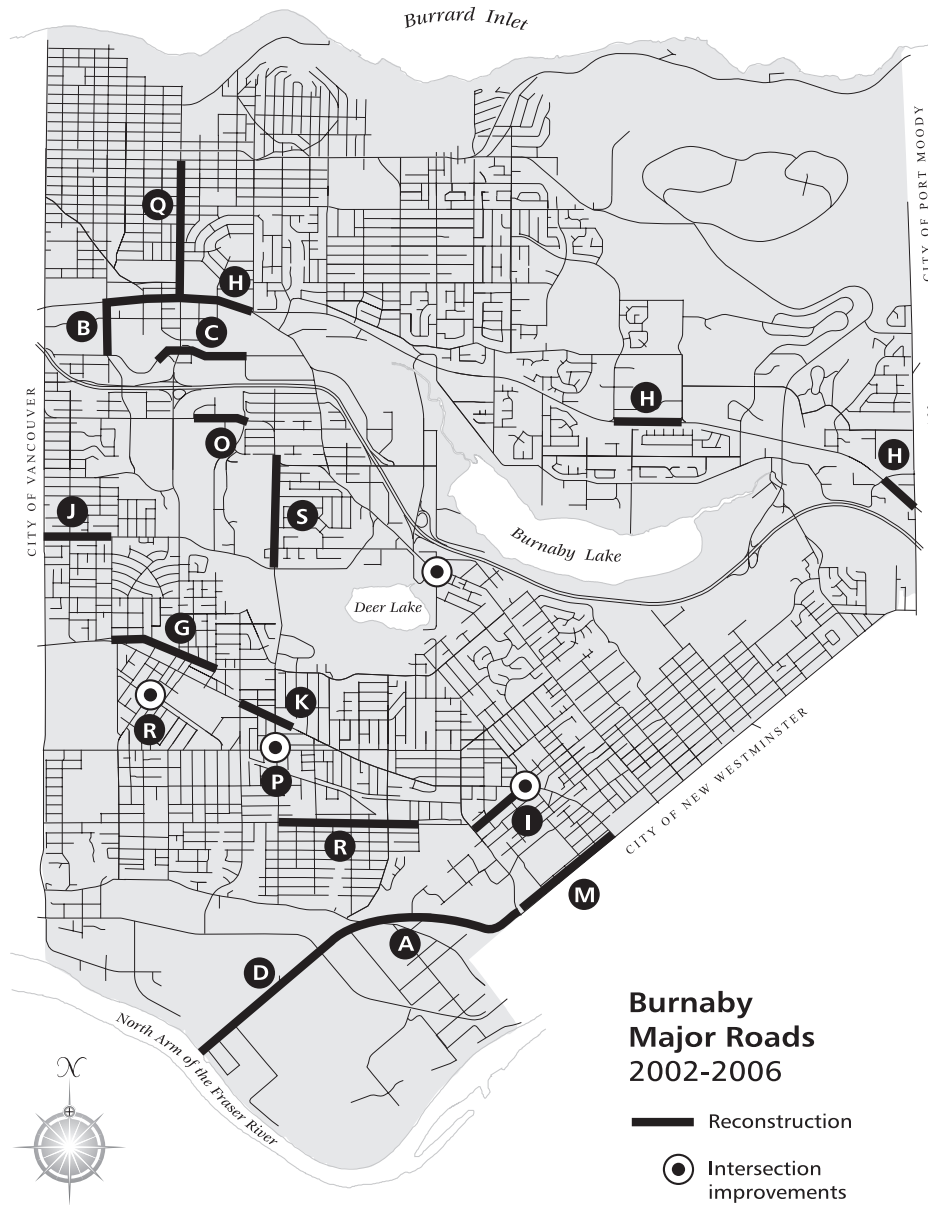 Burrard Inlet
CITY OF PORT MOODY
Q
H
B
C
CITY OF VANCOUVER
H
O
H
J
S
Burnaby Lake
Deer Lake
G
K
R
P
CITY OF NEW WESTMINSTER
I
R
M
A
D
North Arm of the Fraser River
N
Burnaby
Major Roads
2002-2006
Reconstruction
Intersection
improvements